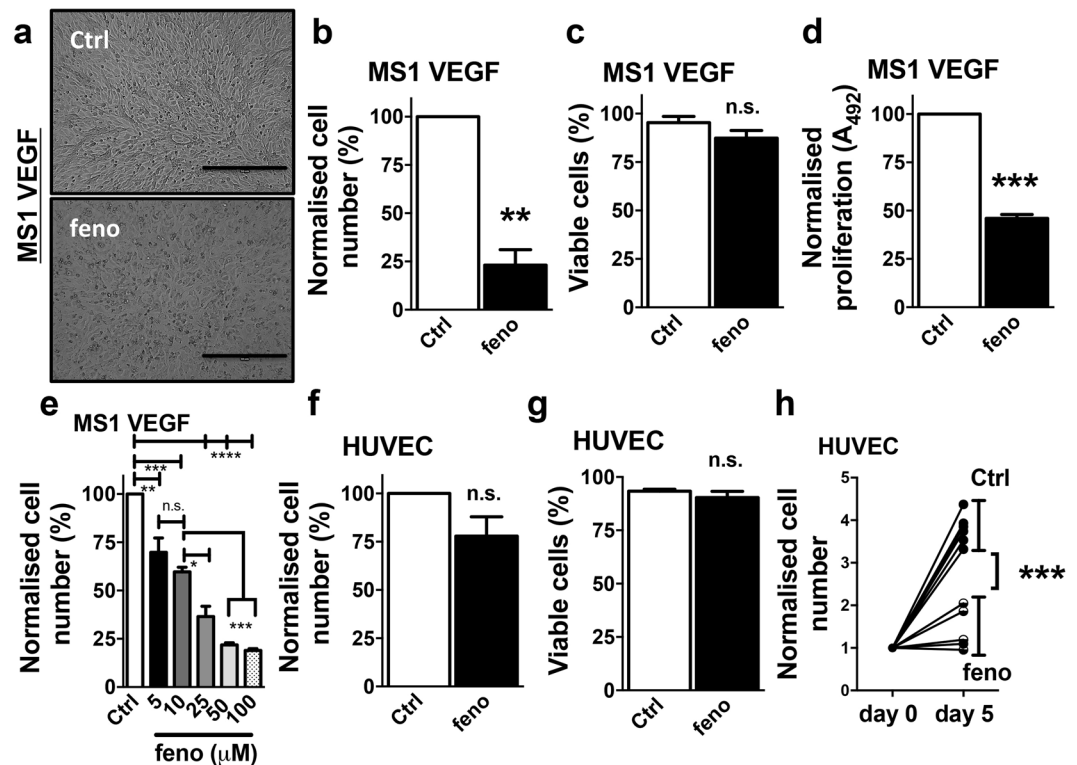 a
MS1 VEGF
Ctrl
feno
b
MS1 VEGF
Normalised cell
number (%)
100
75
50
25
0
Ctrl
feno
**
c
MS1 VEGF
Viable cells (%)
100
75
50
25
0
Ctrl
feno
n.s.
d
MS1 VEGF
Normalised
proliferation (A492)
100
75
50
25
0
Ctrl
feno
***
e
MS1 VEGF
****
***
**
n.s.
*
***
Normalised cell
number (%)
100
75
50
25
0
Ctrl
5
10
25
50
100
feno (μM)
f
HUVEC
Normalised cell
number (%)
100
75
50
25
0
Ctrl
feno
n.s.
g
HUVEC
Viable cells (%)
100
75
50
25
0
Ctrl
feno
n.s.
h
HUVEC
Normalised cell
number
5
4
3
2
1
0
day 0
day 5
Ctrl
***
feno